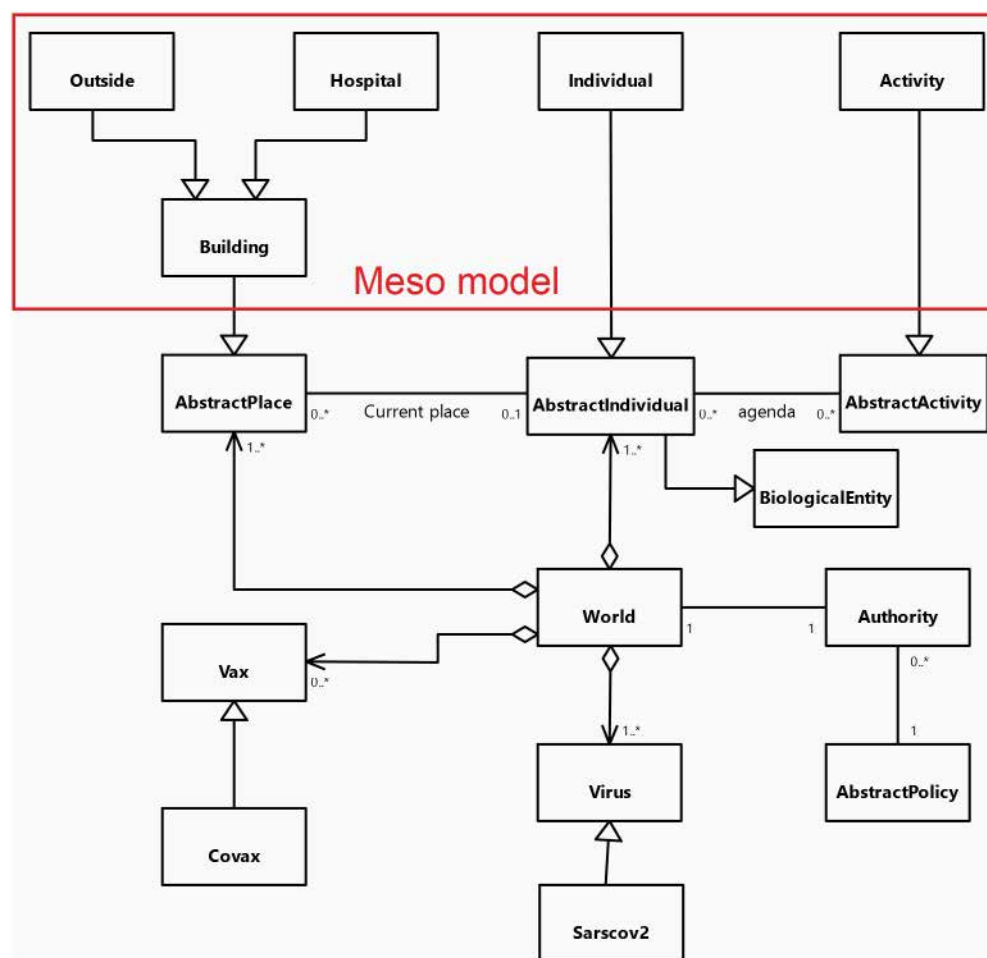 Outside
Hospital
Individual
Activity
Building
Meso model
AbstractPlace
0..*
Current place
0..1
AbstractIndividual
0..*
agenda
0..*
AbstractActivity
1..*
1..*
BiologicalEntity
World
1
1
Authority
Vax
0..*
0..*
1..*
1
Virus
AbstractPolicy
Covax
Sarscov2